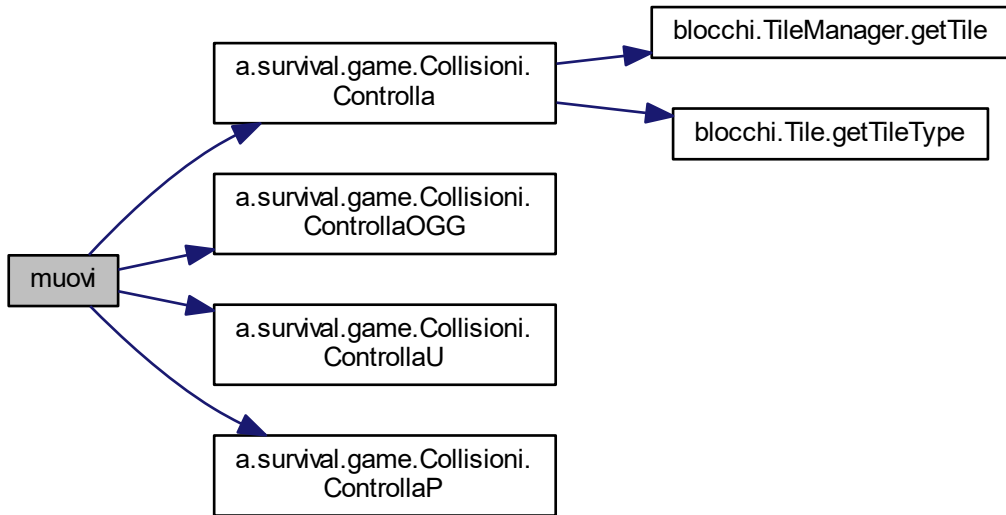 muovi
a.survival.game.Collisioni.
Controlla
a.survival.game.Collisioni.
ControllaOGG
a.survival.game.Collisioni.
ControllaU
a.survival.game.Collisioni.
ControllaP
blocchi.TileManager.getTile
blocchi.Tile.getTileType